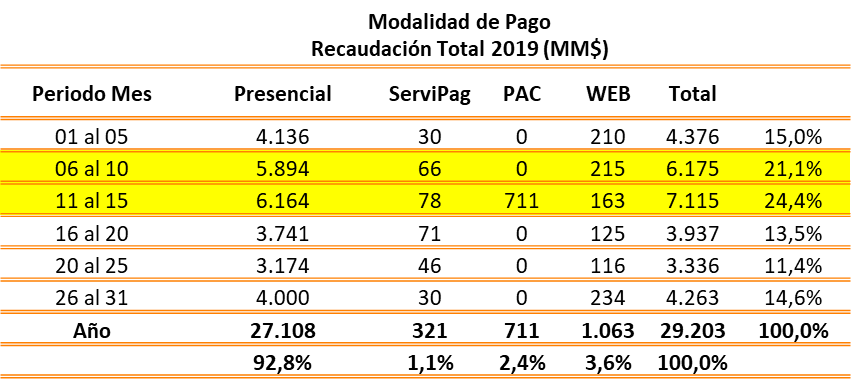 Modalidad de Pago
Recaudación Total 2019 (MM$)
Periodo Mes Presencial ServiPag PAC WEB Total
01 al 05 4.136 30 0 210 4.376 15,0%
06 al 10 5.894 66 0 215 6.175 21,1%
11 al 15 6.164 78 711 163 7.115 24,4%
16 al 20 3.741 71 0 125 3.937 13,5%
20 al 25 3.174 46 0 116 3.336 11,4%
26 al 31 4.000 30 0 234 4.263 14,6%
Año 27.108 321 711 1.063 29.203 100,0%
92,8% 1,1% 2,4% 3,6% 100,0%